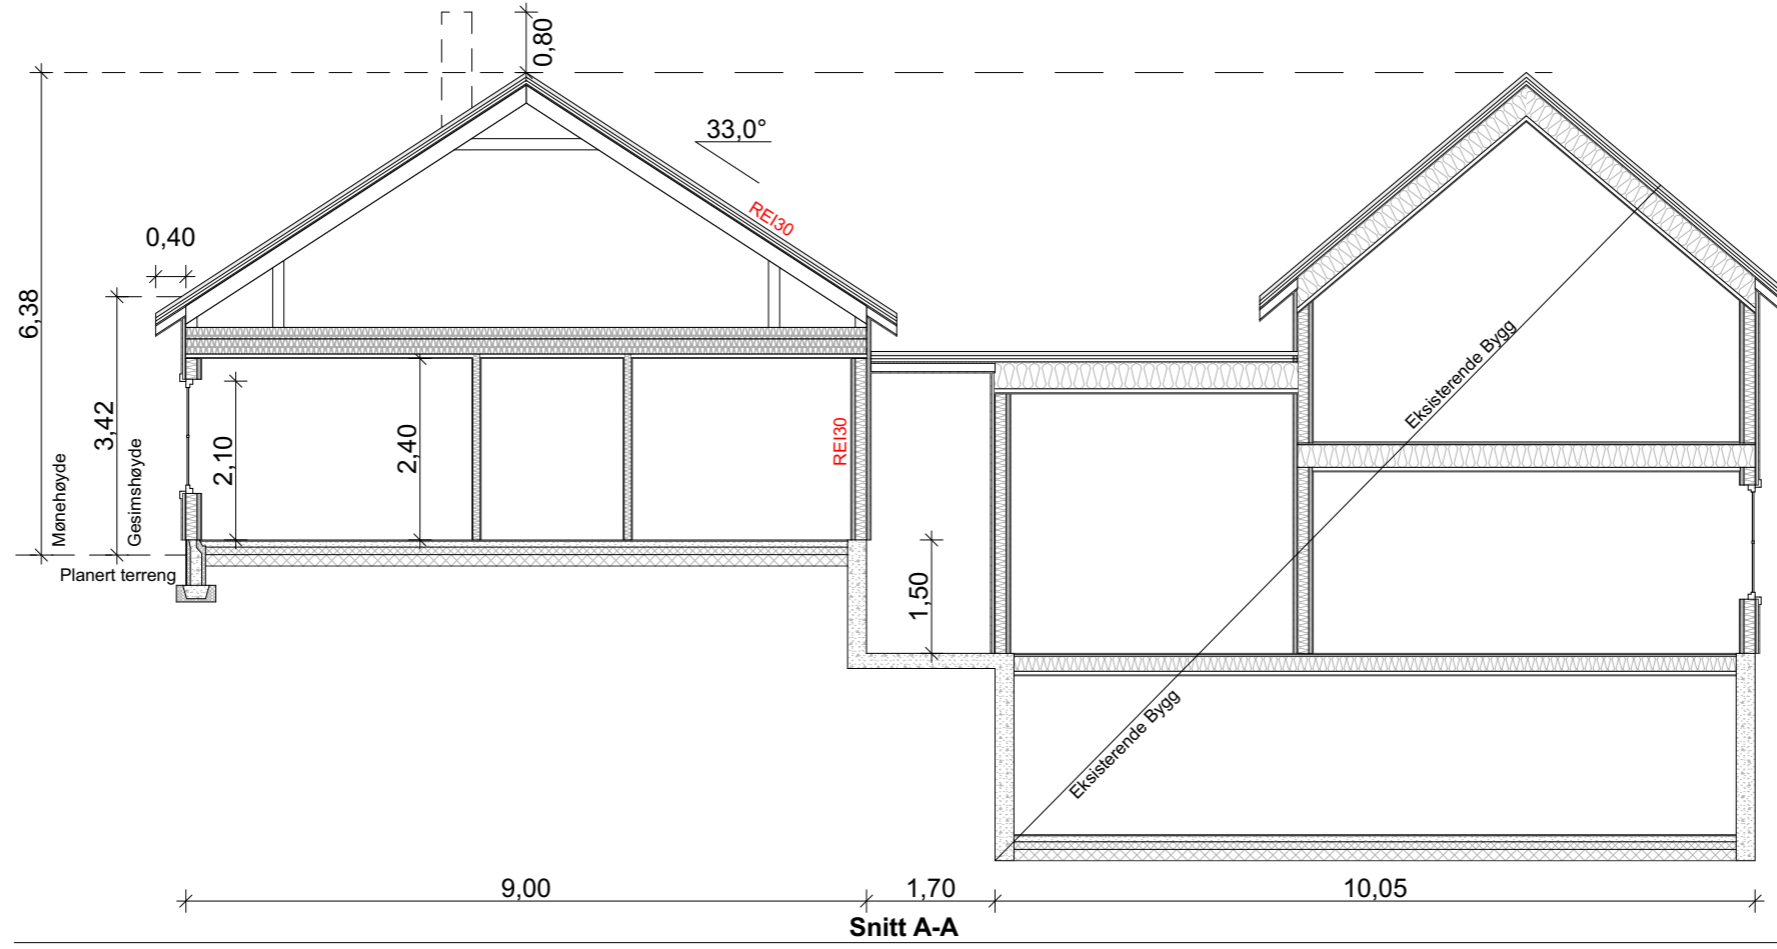 0,80
33,0°
REI30
0,40
6,38
3,42
Mønehøyde
Gesimshøyde
2,10
2,40
REI30
Eksisterende Bygg
Planert terreng
1,50
Eksisterende Bygg
9,00
1,70
10,05
Snitt A-A